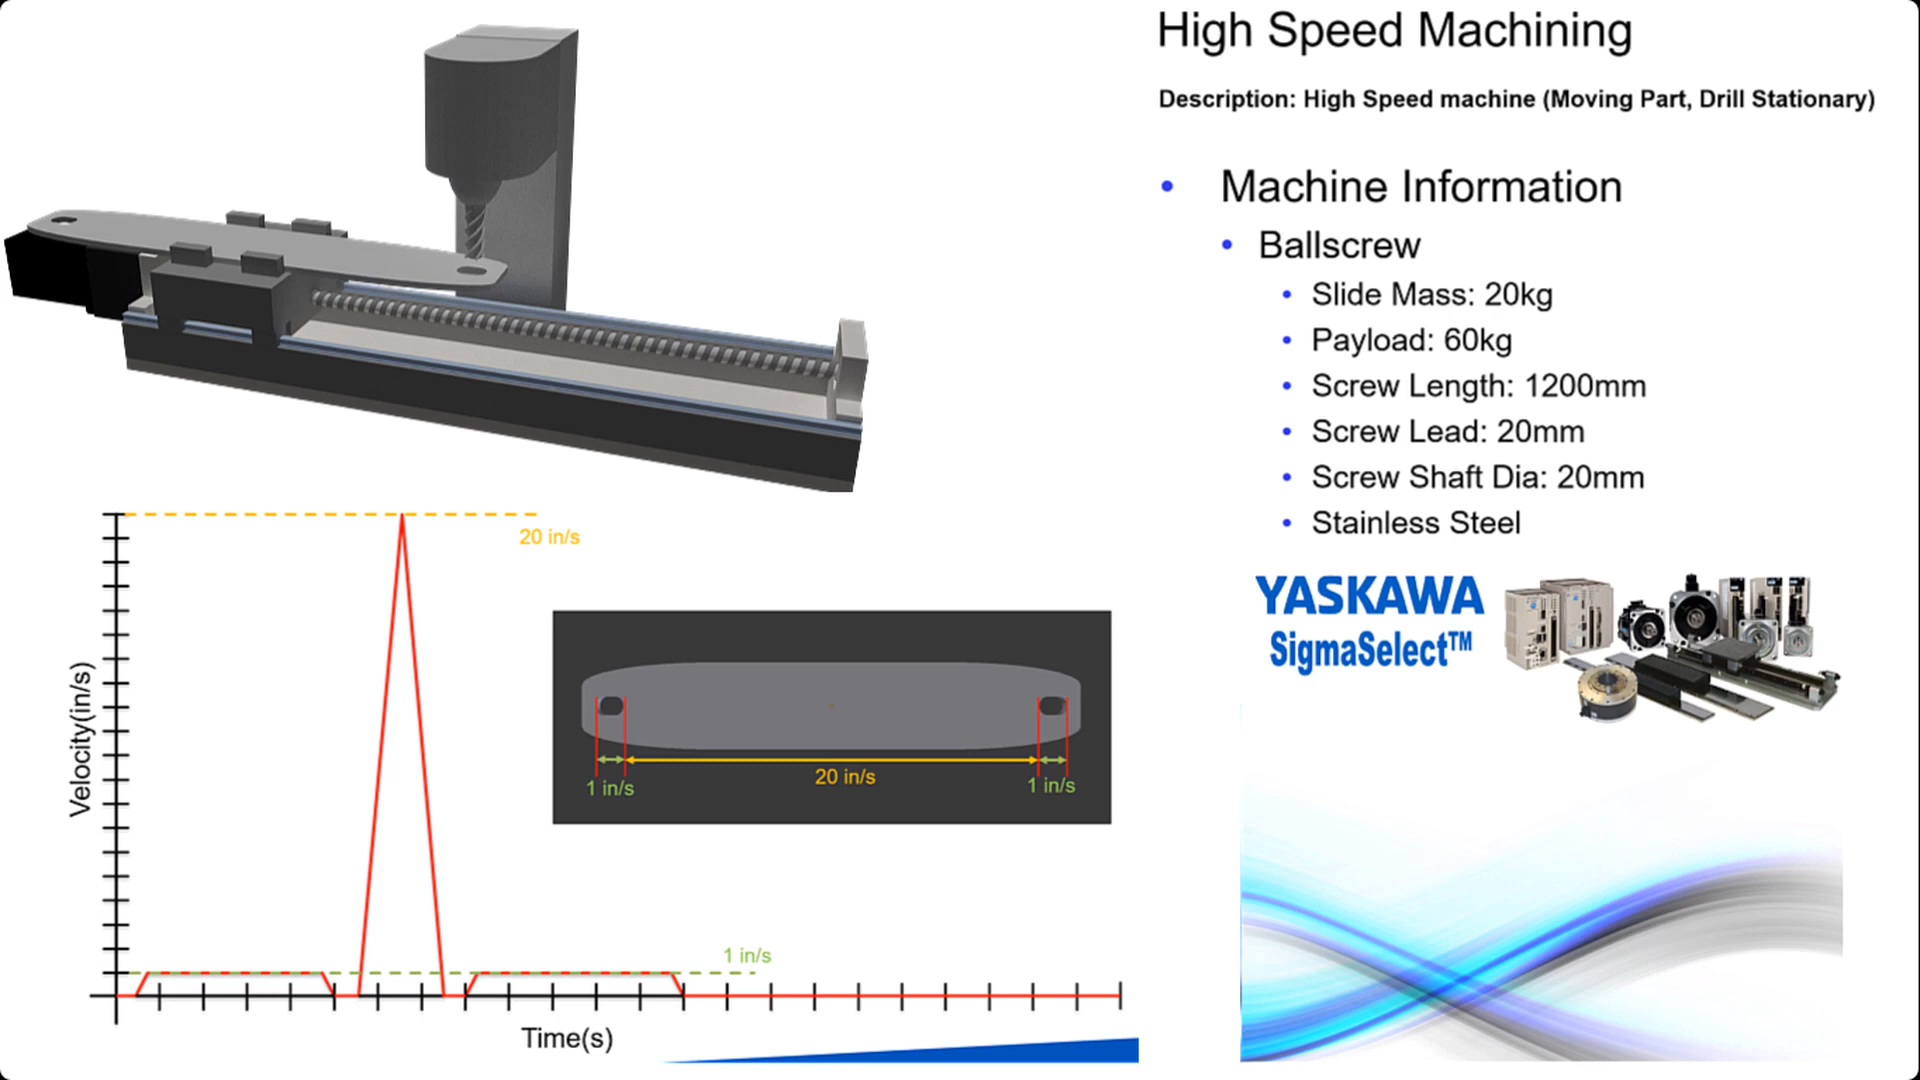 High Speed Machining
Description: High Speed machine (Moving Part, Drill Stationary)
Machine Information
Ballscrew
Slide Mass: 20kg
Payload: 60kg
Screw Length: 1200mm
Screw Lead: 20mm
Screw Shaft Dia: 20mm
Stainless Steel
YASKAWA
SigmaSelect™
20 in/s
Velocity(in/s)
20 in/s
1 in/s
1 in/s
1 in/s
Time(s)